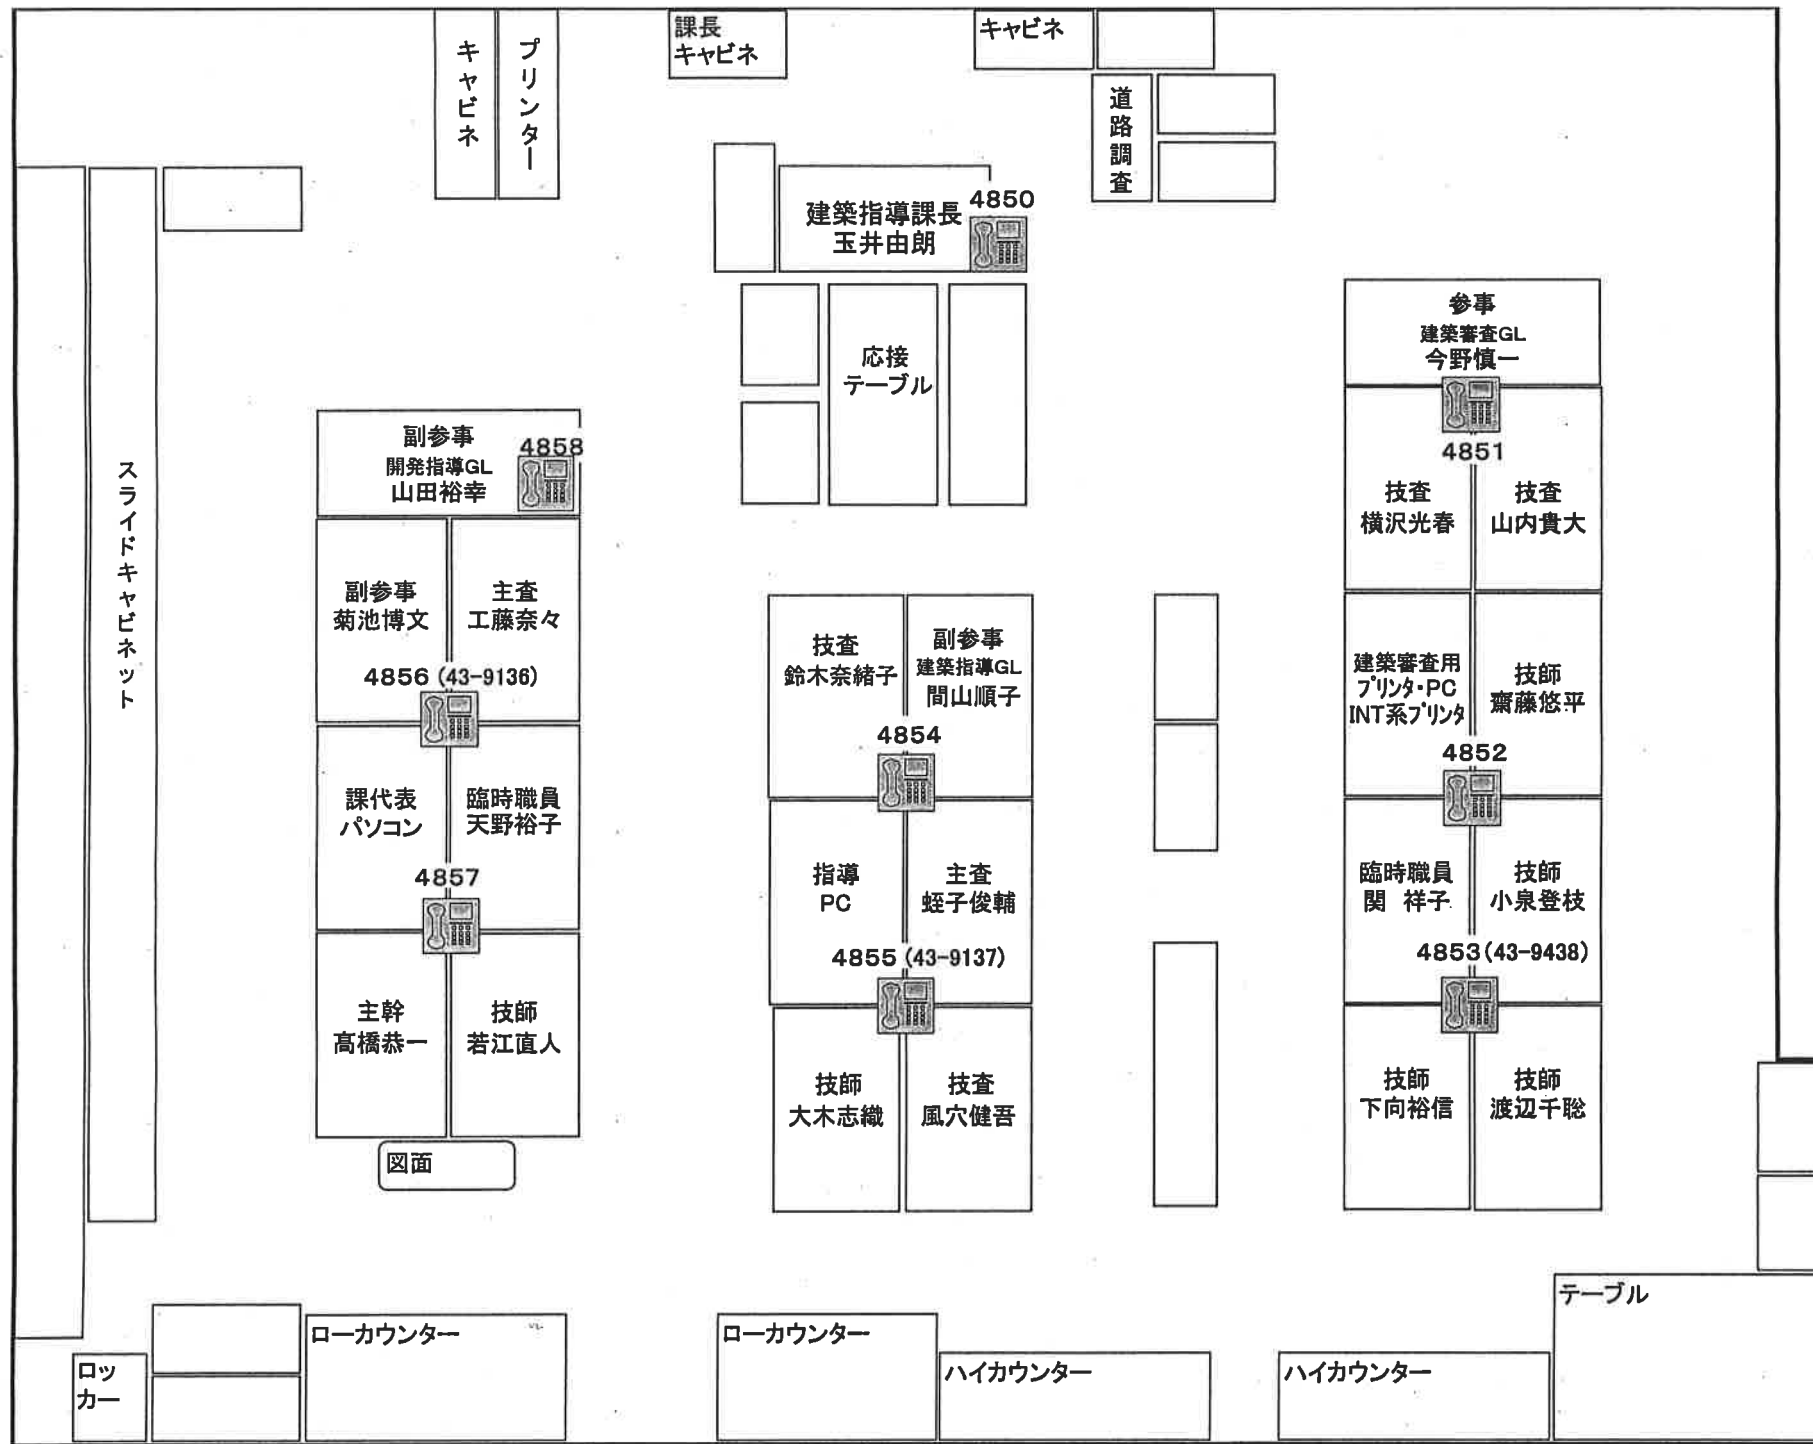 キャビネ
プリンター
課長
キャビネ
キャビネ
道路調査
建築指導課長
玉井由朗
4850
応接
テーブル
スライドキャビネット
副参事
開発指導GL
山田裕幸
4858
副参事
菊池博文
主査
工藤奈々
4856 (43-9136)
課代表
パソコン
臨時職員
天野裕子
4857
主幹
高橋恭一
技師
若江直人
図面
技査
鈴木奈緒子
副参事
建築指導GL
間山順子
4854
指導
PC
主査
蛭子俊輔
4855 (43-9137)
技師
大木志織
技査
風穴健吾
参事
建築審査GL
今野慎一
4851
技査
横沢光春
技査
山内貴大
建築審査用
プリンタ・PC
INT系プリンタ
技師
齋藤悠平
4852
臨時職員
関 祥子
技師
小泉登枝
4853(43-9438)
技師
下向裕信
技師
渡辺千聡
ロッ
カー
ローカウンター
ローカウンター
ハイカウンター
ハイカウンター
テーブル